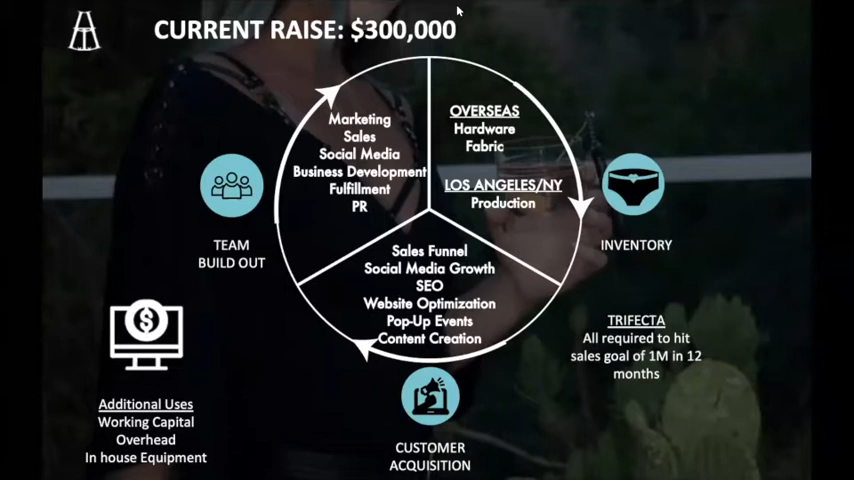 CURRENT RAISE: $300,000
Marketing
Sales
Social Media
Business Development
Fulfillment
PR
OVERSEAS
Hardware
Fabric
LOS ANGELES/NY
Production
Sales Funnel
Social Media Growth
SEO
Website Optimization
Pop-Up Events
Content Creation
TEAM
BUILD OUT
INVENTORY
TRIFECTA
All required to hit
sales goal of 1M in 12
months
$
Additional Uses
Working Capital
Overhead
In house Equipment
CUSTOMER
ACQUISITION